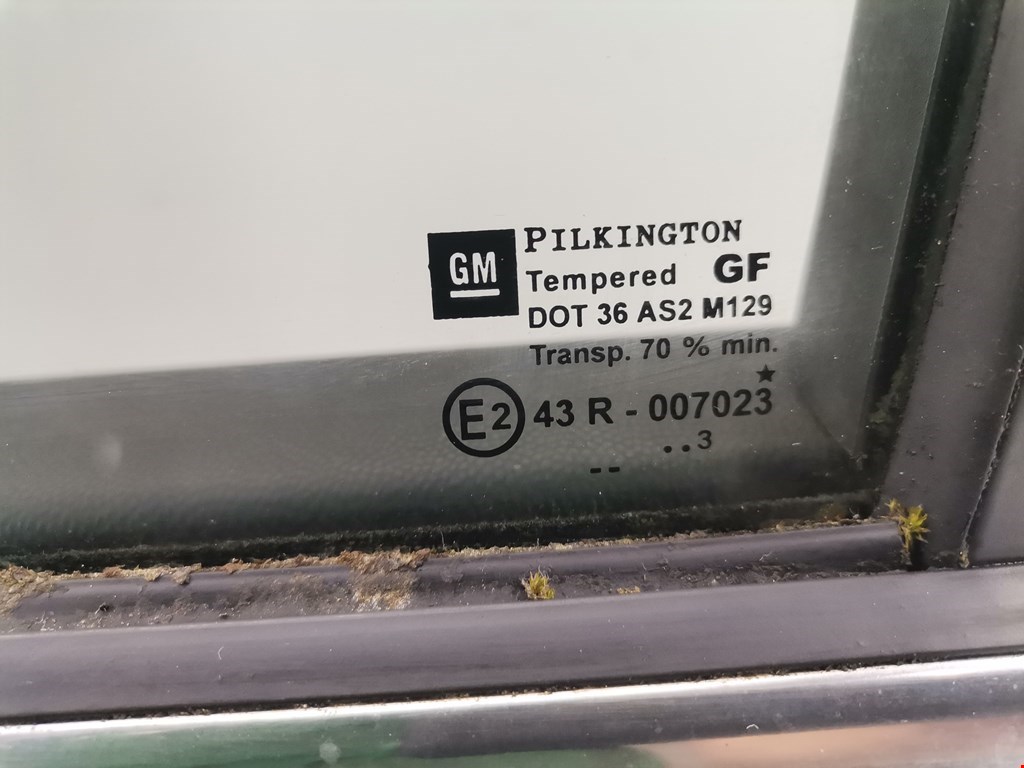 GM
PILKINGTON
Tempered GF
DOT 36 AS2 M129
Transp. 70 % min.
E2 43 R - 007023
. . 3
- -